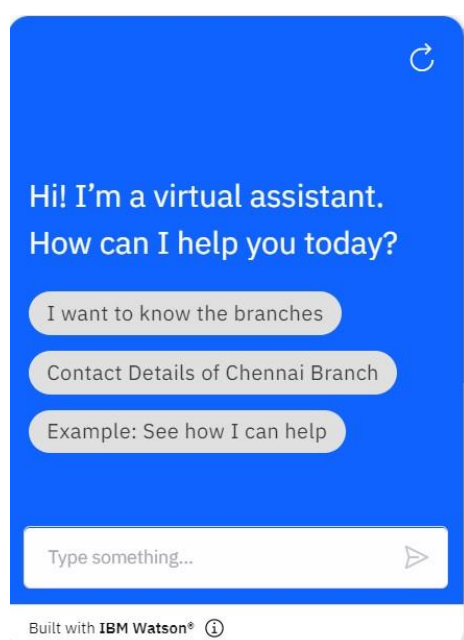 Hi! I’m a virtual assistant.
How can I help you today?
I want to know the branches
Contact Details of Chennai Branch
Example: See how I can help
Type something...
Built with IBM Watson®